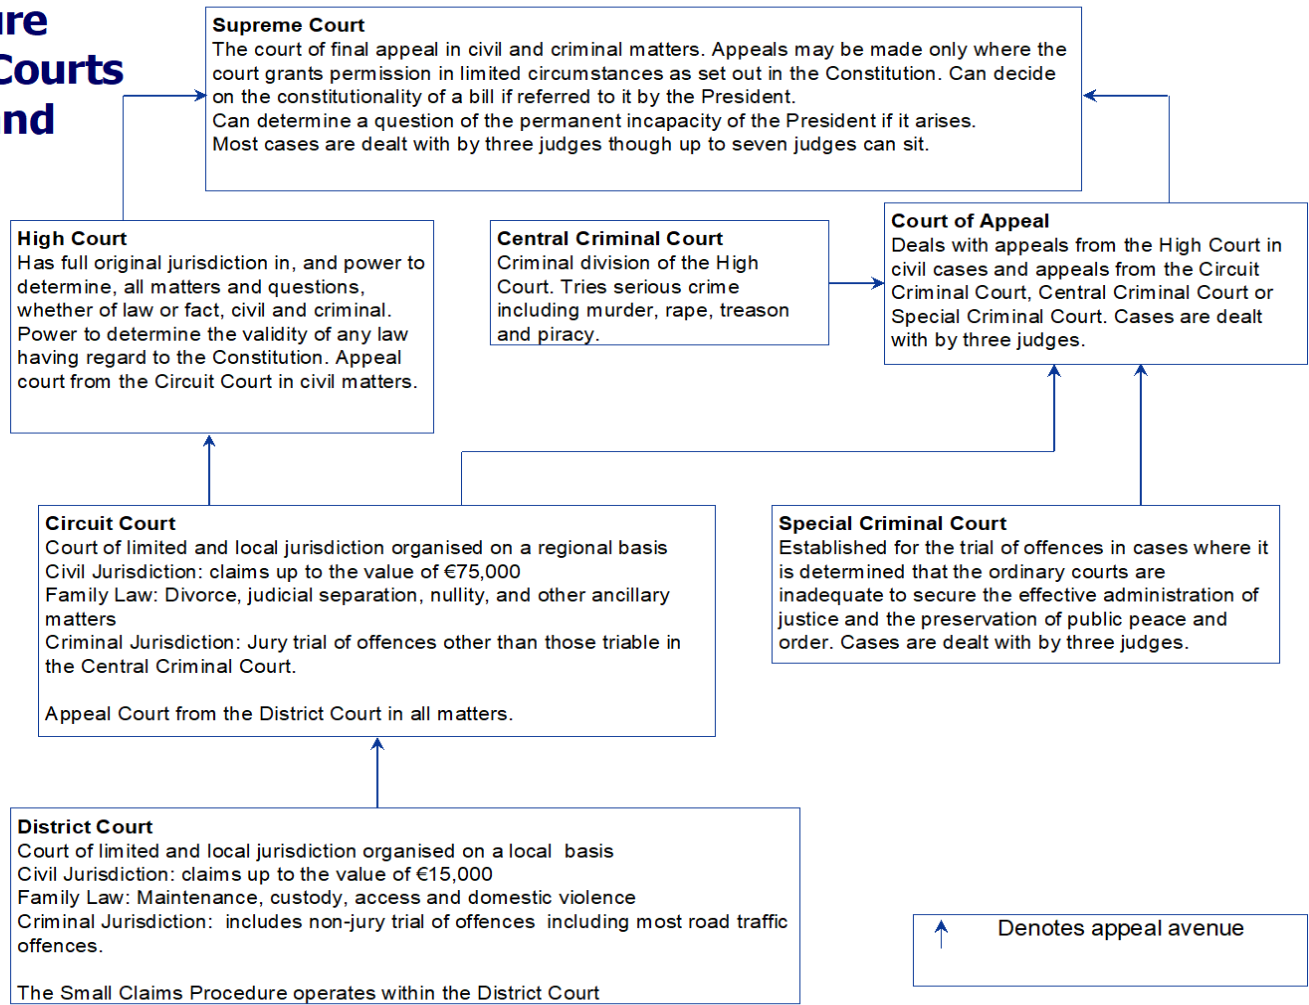 Supreme Court
The court of final appeal in civil and criminal matters. Appeals may be made only where the
court grants permission in limited circumstances as set out in the Constitution. Can decide
on the constitutionality of a bill if referred to it by the President.
Can determine a question of the permanent incapacity of the President if it arises.
Most cases are dealt with by three judges though up to seven judges can sit.
Courts
High Court
Has full original jurisdiction in, and power to
determine, all matters and questions,
whether of law or fact, civil and criminal.
Power to determine the validity of any law
having regard to the Constitution. Appeal
court from the Circuit Court in civil matters.
Central Criminal Court
Criminal division of the High
Court. Tries serious crime
including murder, rape, treason
and piracy.
Court of Appeal
Deals with appeals from the High Court in
civil cases and appeals from the Circuit
Criminal Court, Central Criminal Court or
Special Criminal Court. Cases are dealt
with by three judges.
Circuit Court
Court of limited and local jurisdiction organised on a regional basis
Civil Jurisdiction: claims up to the value of €75,000
Family Law: Divorce, judicial separation, nullity, and other ancillary
matters
Criminal Jurisdiction: Jury trial of offences other than those triable in
the Central Criminal Court.
Appeal Court from the District Court in all matters.
Special Criminal Court
Established for the trial of offences in cases where it
is determined that the ordinary courts are
inadequate to secure the effective administration of
justice and the preservation of public peace and
order. Cases are dealt with by three judges.
District Court
Court of limited and local jurisdiction organised on a local basis
Civil Jurisdiction: claims up to the value of €15,000
Family Law: Maintenance, custody, access and domestic violence
Criminal Jurisdiction: includes non-jury trial of offences including most road traffic
offences.
The Small Claims Procedure operates within the District Court
Denotes appeal avenue